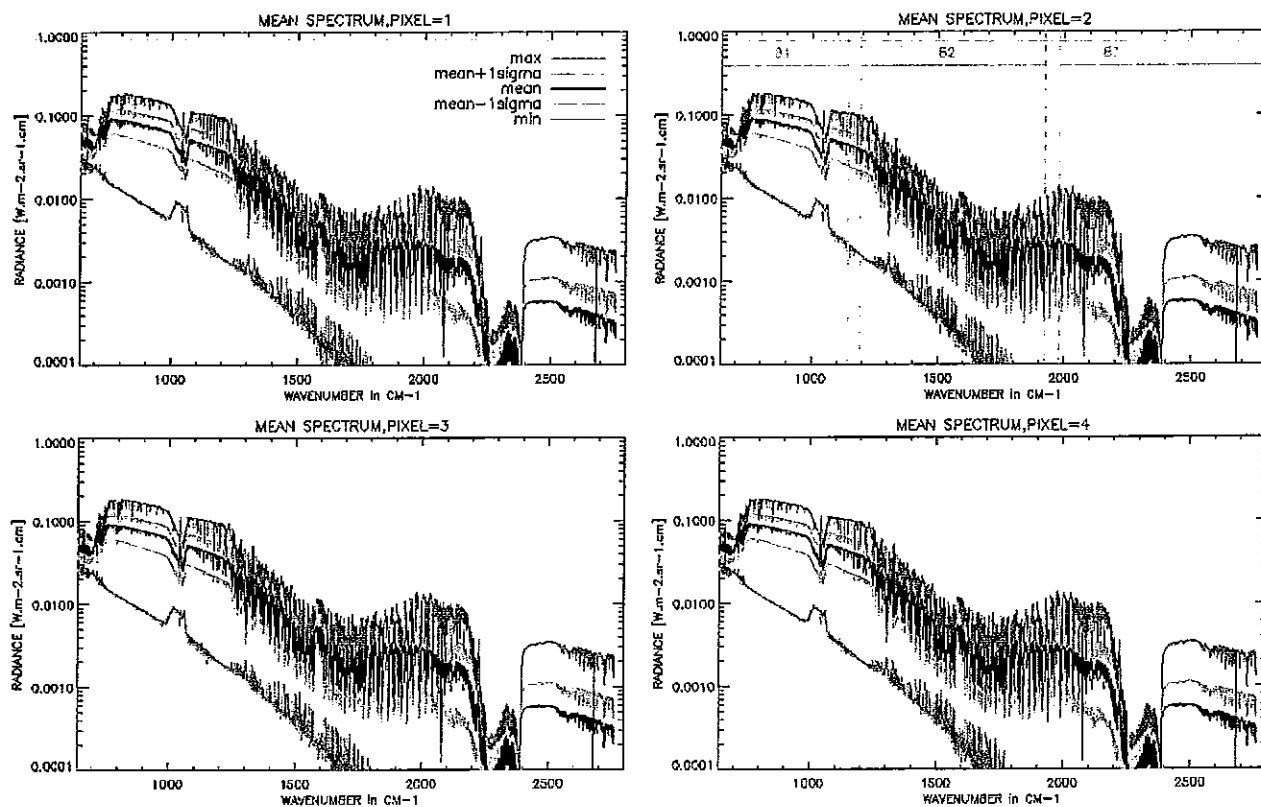 MEAN SPECTRUM,PIXEL=1
1.0000
0.1000
0.0100
0.0010
0.0001
RADIANCE [W.m-2.sr-1.cm]
max
mean+1sigma
mean
mean-1sigma
min
1000
1500
2000
2500
WAVENUMBER in CM-1
MEAN SPECTRUM,PIXEL=2
1.0000
0.1000
0.0100
0.0010
0.0001
RADIANCE [W.m-2.sr-1.cm]
B2
1000
1500
2000
2500
WAVENUMBER in CM-1
MEAN SPECTRUM,PIXEL=3
1.0000
0.1000
0.0100
0.0010
0.0001
RADIANCE [W.m-2.sr-1.cm]
1000
1500
2000
2500
WAVENUMBER in CM-1
MEAN SPECTRUM,PIXEL=4
1.0000
0.1000
0.0100
0.0010
0.0001
RADIANCE [W.m-2.sr-1.cm]
1000
1500
2000
2500
WAVENUMBER in CM-1